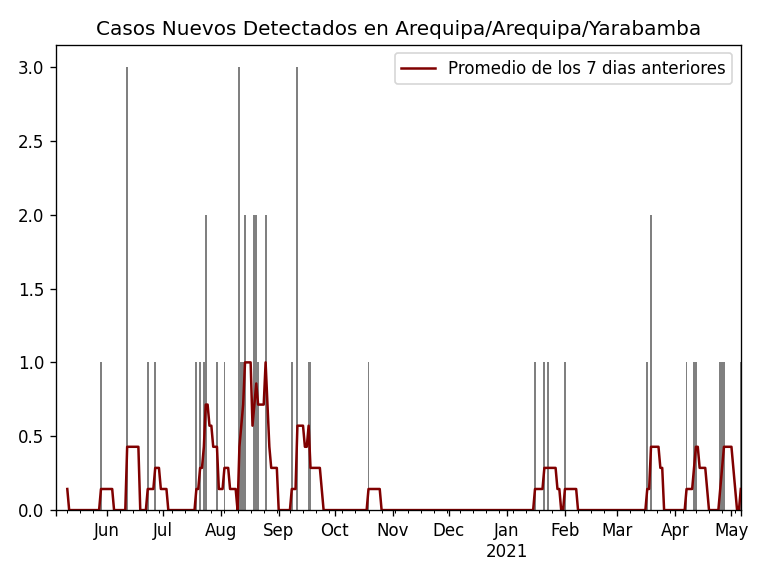 Casos Nuevos Detectados en Arequipa/Arequipa/Yarabamba
Promedio de los 7 dias anteriores
3.0
2.5
2.0
1.5
1.0
0.5
0.0
Jun Jul Aug Sep Oct Nov Dec Jan Feb Mar Apr May
2021